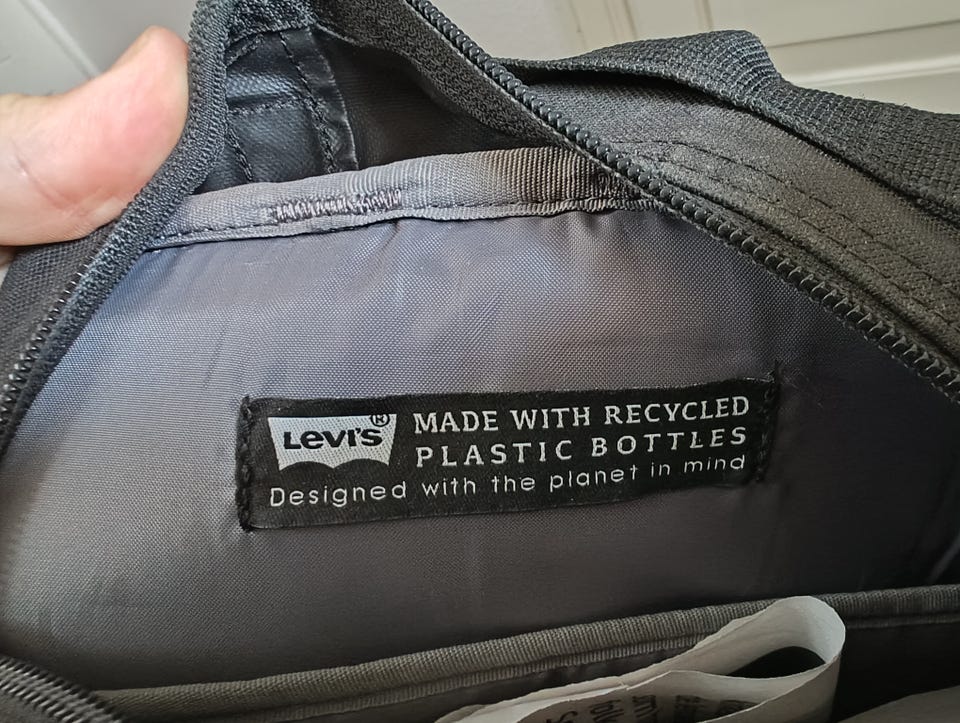 Levi's® MADE WITH RECYCLED
PLASTIC BOTTLES
Designed with the planet in mind